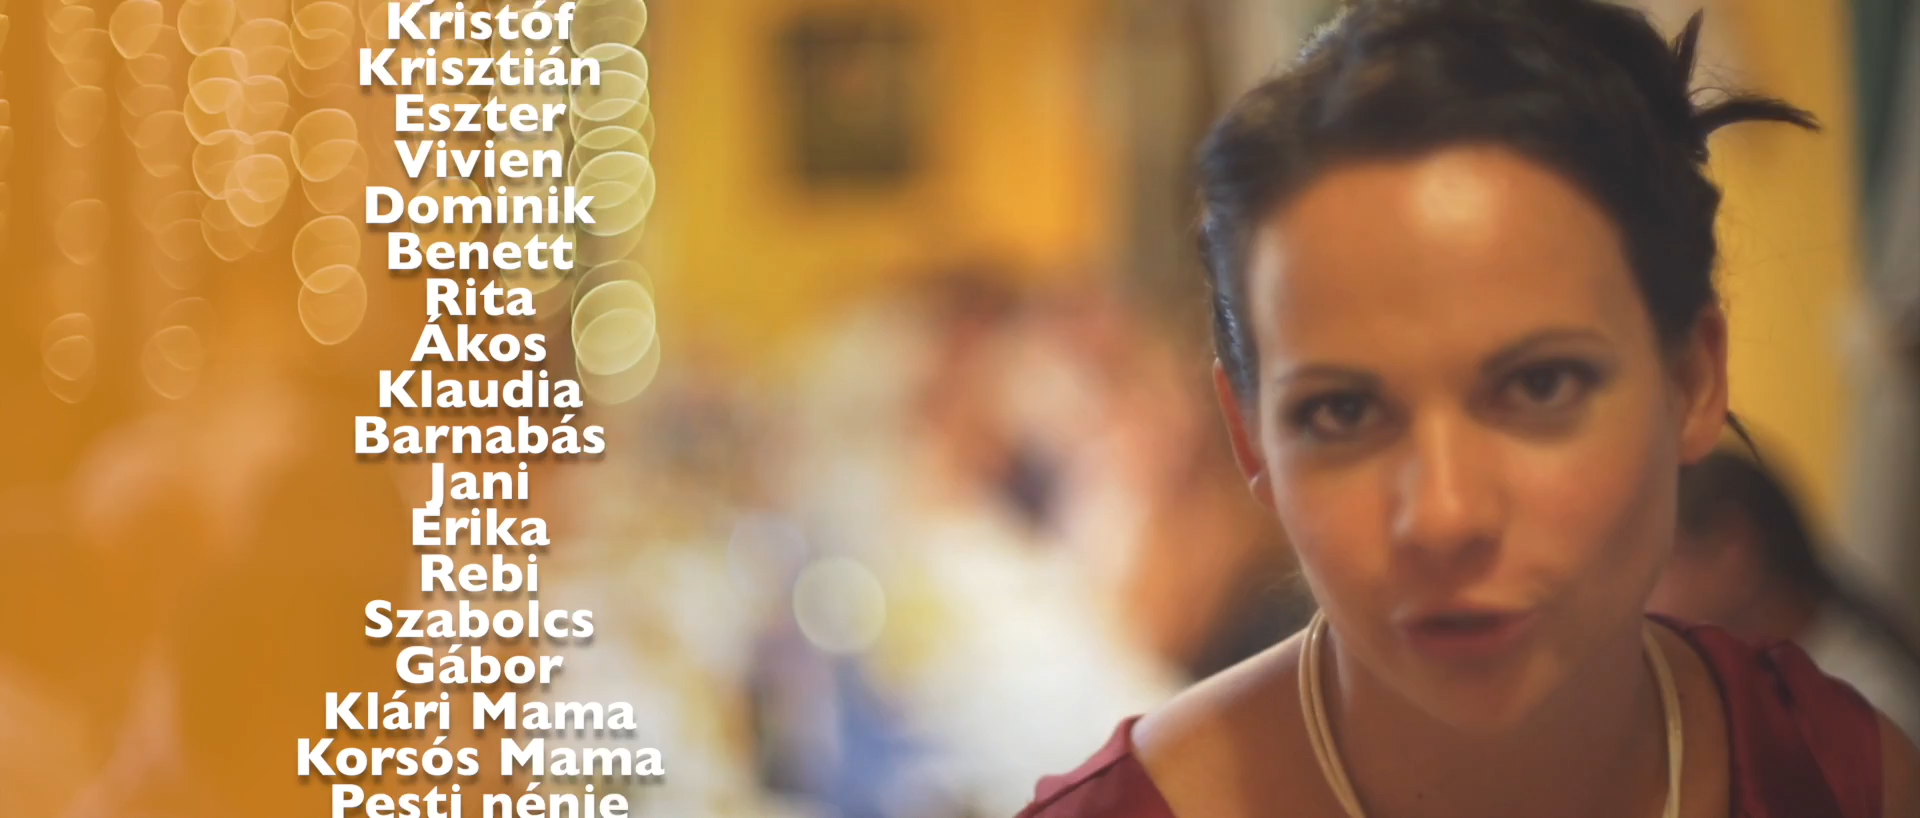 Kristóf
Krisztián
Eszter
Vivien
Dominik
Benett
Rita
Ákos
Klaudia
Barnabás
Jani
Erika
Rebi
Szabolcs
Gábor
Klári Mama
Korsós Mama
Pesti nénie